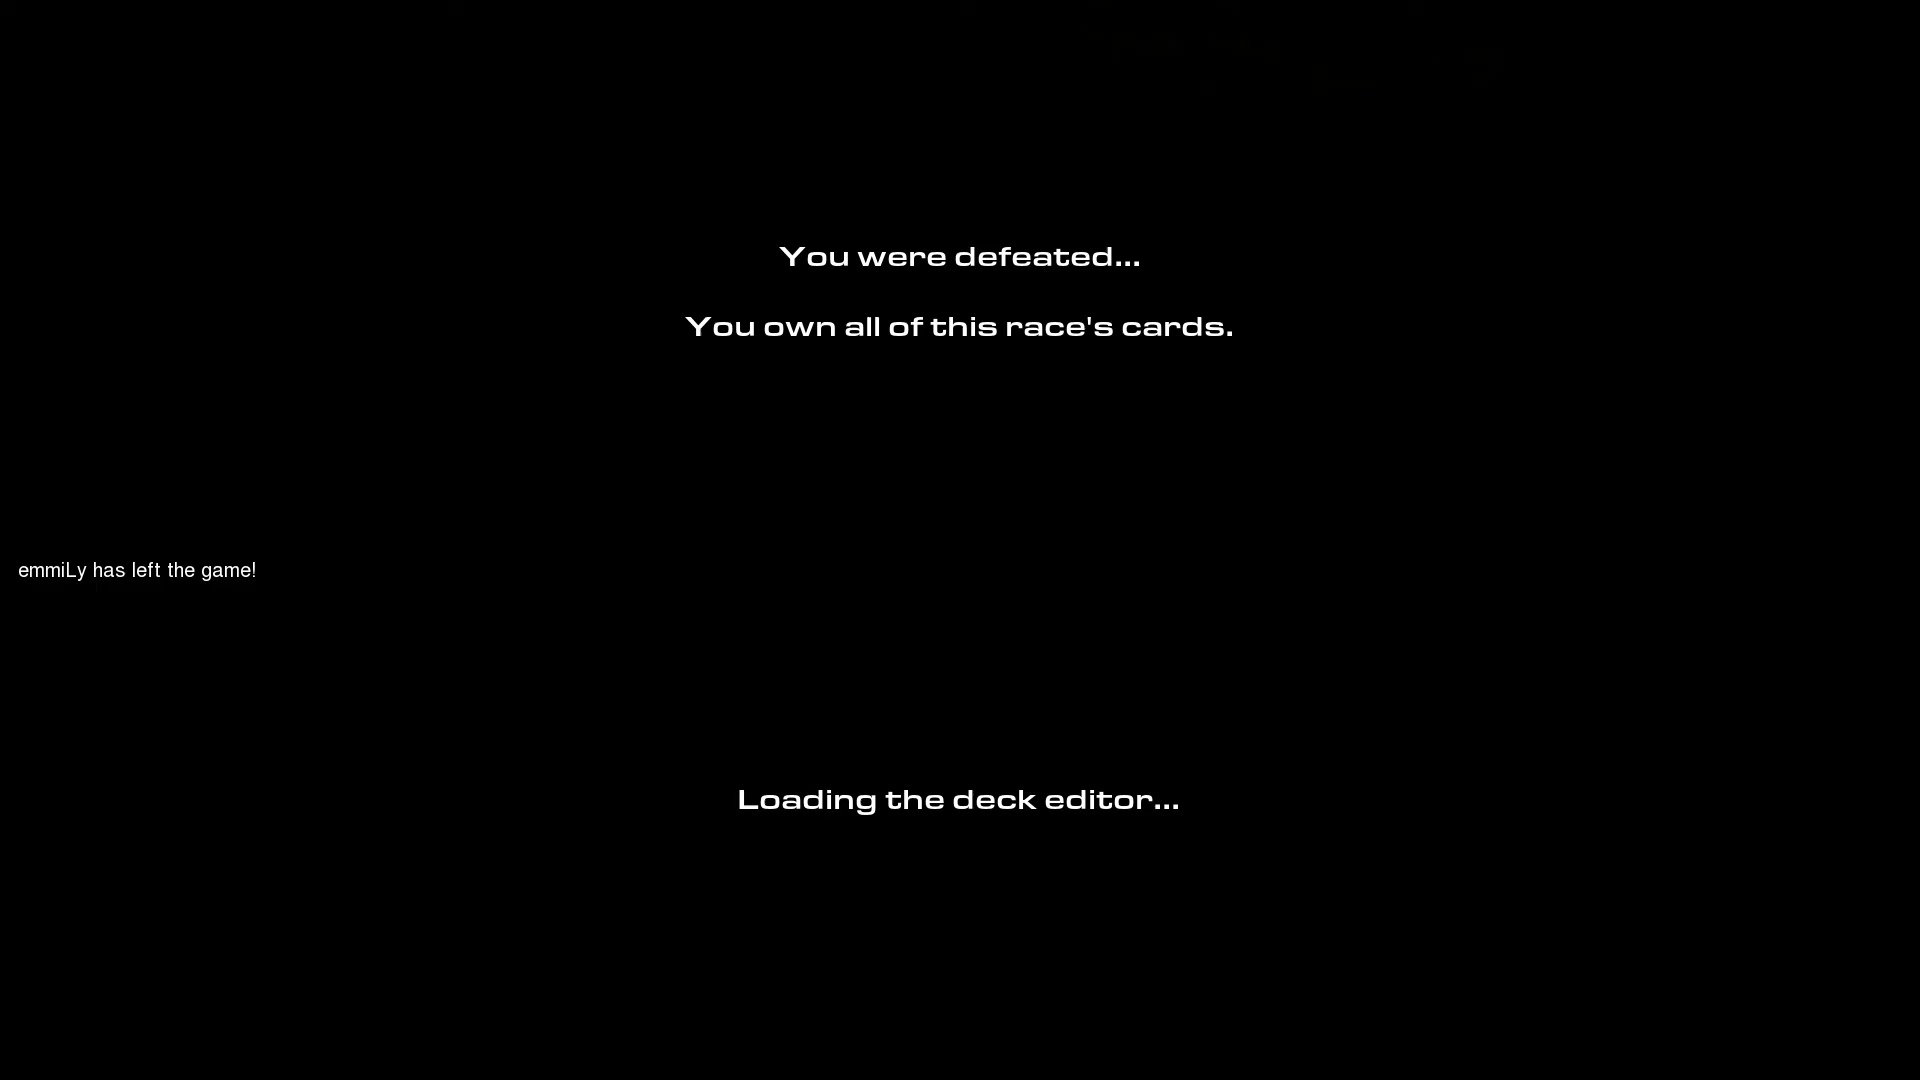 You were defeated...
You own all of this race's cards.
emmiLy has left the game!
Loading the deck editor...